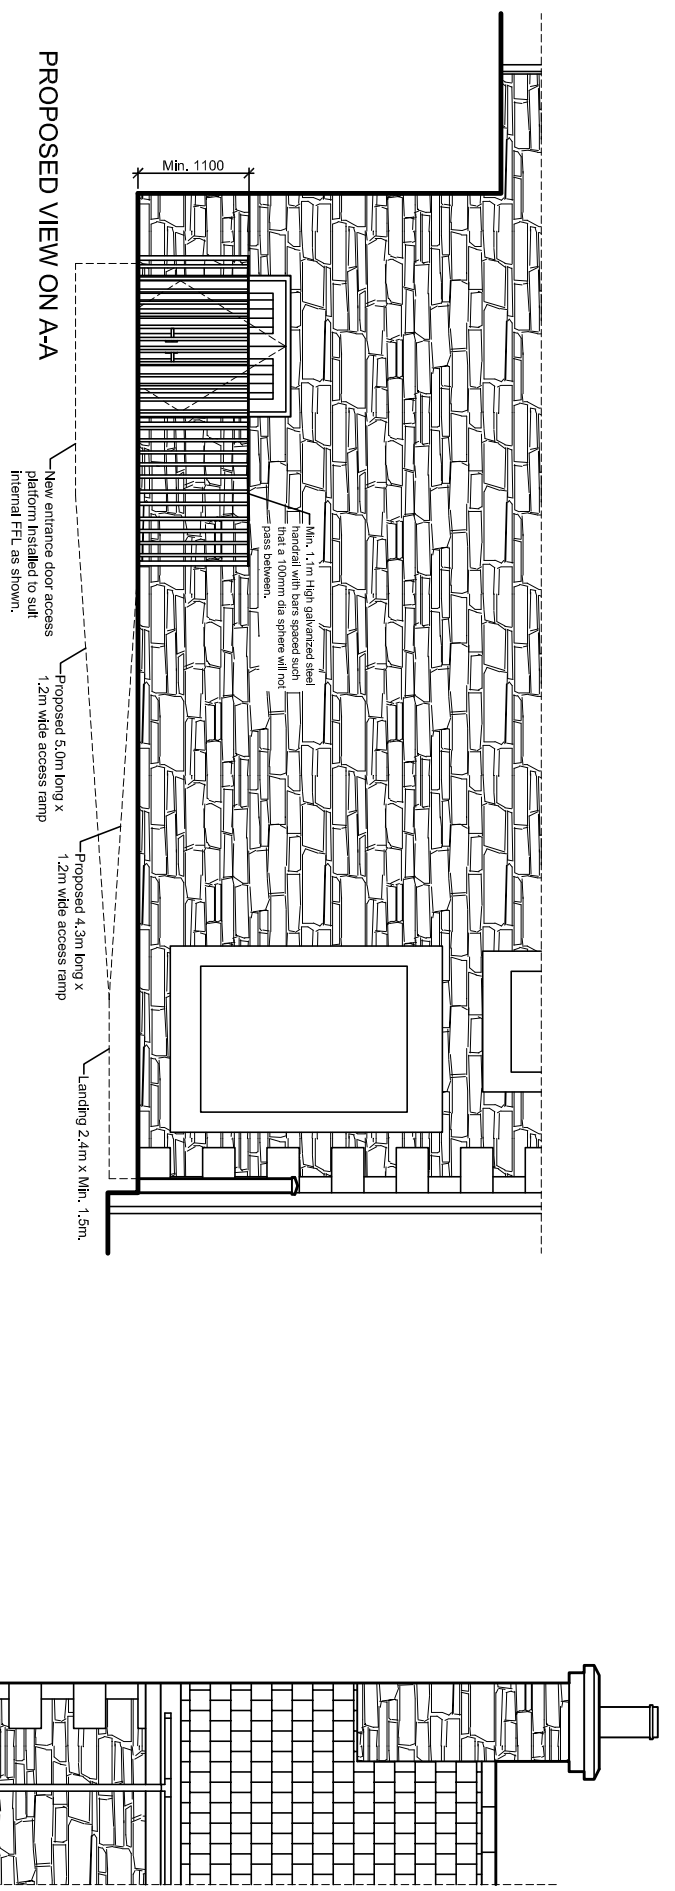 PROPOSED VIEW ON A-A
Min. 1100
Min. 1.1m High galvanized steel
handrail with bars spaced such
that a 100mm dia sphere will not
pass between.
New entrance door access
platform installed to suit
internal FFL as shown.
Proposed 5.0m long x
1.2m wide access ramp
Proposed 4.3m long x
1.2m wide access ramp
Landing 2.4m x Min. 1.5m.